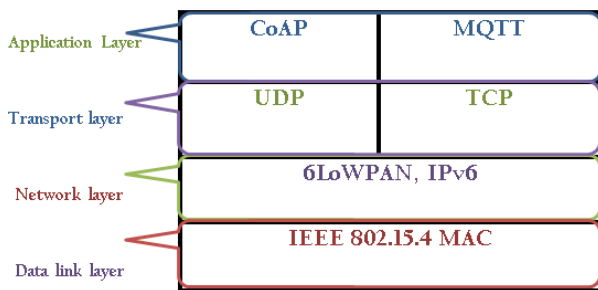 CoAP MQTT
Application Layer
UDP TCP
Transport layer
6LoWPAN, IPv6
Network layer
IEEE 802.15.4 MAC
Data link layer